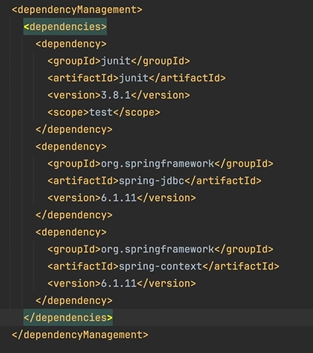 <dependencyManagement>
<dependencies>
<dependency>
<groupId>junit</groupId>
<artifactId>junit</artifactId>
<version>3.8.1</version>
<scope>test</scope>
</dependency>
<dependency>
<groupId>org.springframework</groupId>
<artifactId>spring-jdbc</artifactId>
<version>6.1.11</version>
</dependency>
<dependency>
<groupId>org.springframework</groupId>
<artifactId>spring-context</artifactId>
<version>6.1.11</version>
</dependency>
</dependencies>
</dependencyManagement>